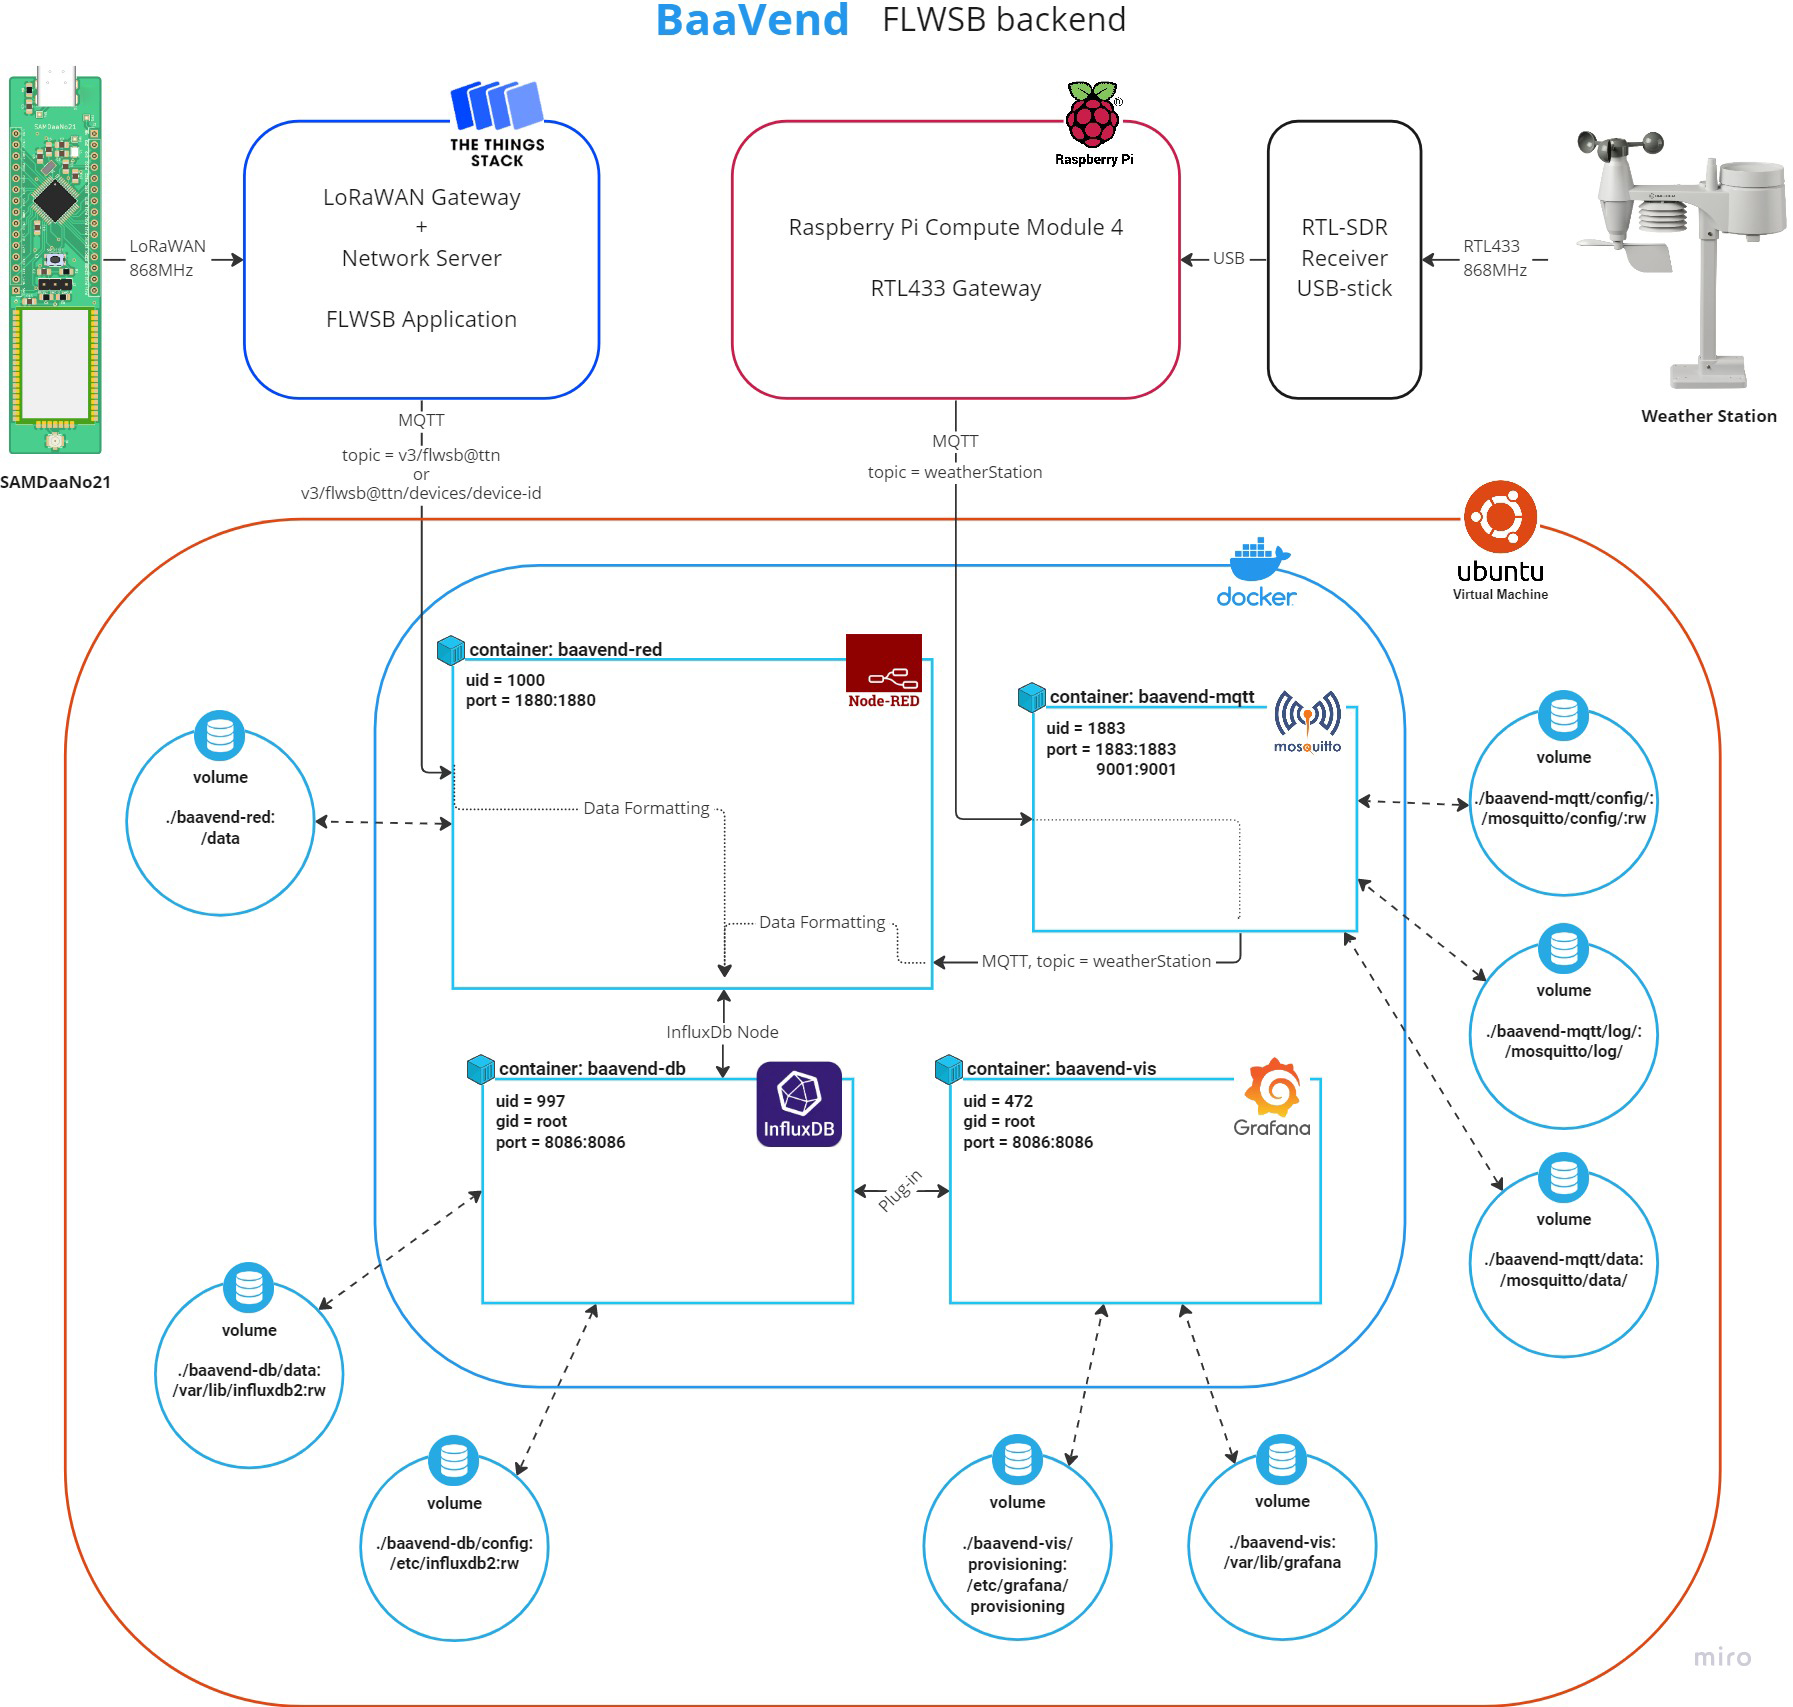 BaaVend FLWSB backend
SAMDaaNo21
SAMDaaNo21
LoRaWAN
868MHz
THE THINGS
STACK
LoRaWAN Gateway
+
Network Server
FLWSB Application
Raspberry Pi
Raspberry Pi Compute Module 4
RTL433 Gateway
USB
RTL-SDR
Receiver
USB-stick
RTL433
868MHz
Weather Station
MQTT
topic = v3/flwsb@ttn
or
v3/flwsb@ttn/devices/device-id
MQTT
topic = weatherStation
ubuntu
Virtual Machine
docker
container: baavend-red
uid = 1000
port = 1880:1880
Node-RED
Data Formatting
Data Formatting
container: baavend-mqtt
uid = 1883
port = 1883:1883
9001:9001
mosquitto
MQTT, topic = weatherStation
InfluxDb Node
container: baavend-db
uid = 997
gid = root
port = 8086:8086
InfluxDB
Plug-in
container: baavend-vis
uid = 472
gid = root
port = 8086:8086
Grafana
volume
./baavend-red:
/data
volume
./baavend-mqtt/config/:
/mosquitto/config/:rw
volume
./baavend-mqtt/log/:
/mosquitto/log/
volume
./baavend-mqtt/data:
/mosquitto/data/
volume
./baavend-db/data:
/var/lib/influxdb2:rw
volume
./baavend-db/config:
/etc/influxdb2:rw
volume
./baavend-vis/
provisioning:
/etc/grafana/
provisioning
volume
./baavend-vis:
/var/lib/grafana
miro